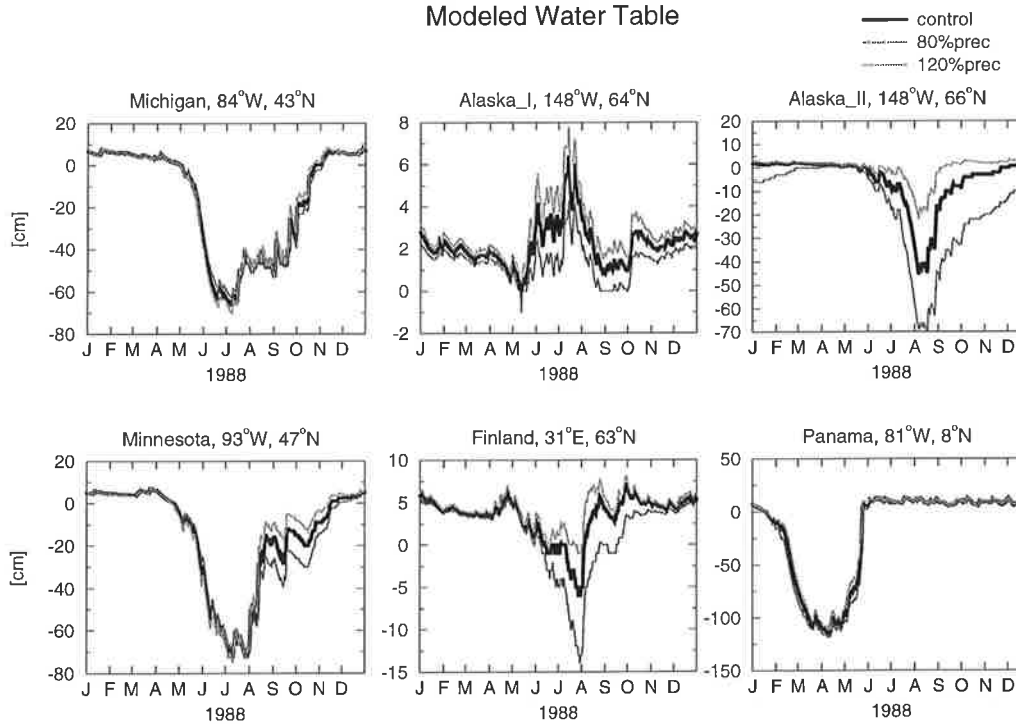 Modeled Water Table
control
80%prec
120%prec
Michigan, 84°W, 43°N
20
0
-20
-40
-60
-80
[cm]
J F M A M J J A S O N D
1988
Alaska_I, 148°W, 64°N
8
6
4
2
0
-2
J F M A M J J A S O N D
1988
Alaska_II, 148°W, 66°N
20
10
0
-10
-20
-30
-40
-50
-60
-70
J F M A M J J A S O N D
1988
Minnesota, 93°W, 47°N
20
0
-20
-40
-60
-80
[cm]
J F M A M J J A S O N D
1988
Finland, 31°E, 63°N
10
5
0
-5
-10
-15
J F M A M J J A S O N D
1988
Panama, 81°W, 8°N
50
0
-50
-100
-150
J F M A M J J A S O N D
1988